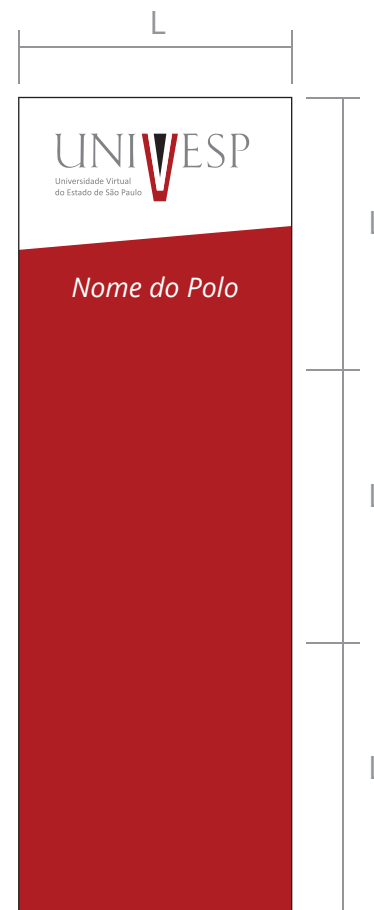 L
UNIVESP
Universidade Virtual
do Estado de São Paulo
L
Nome do Polo
L
L